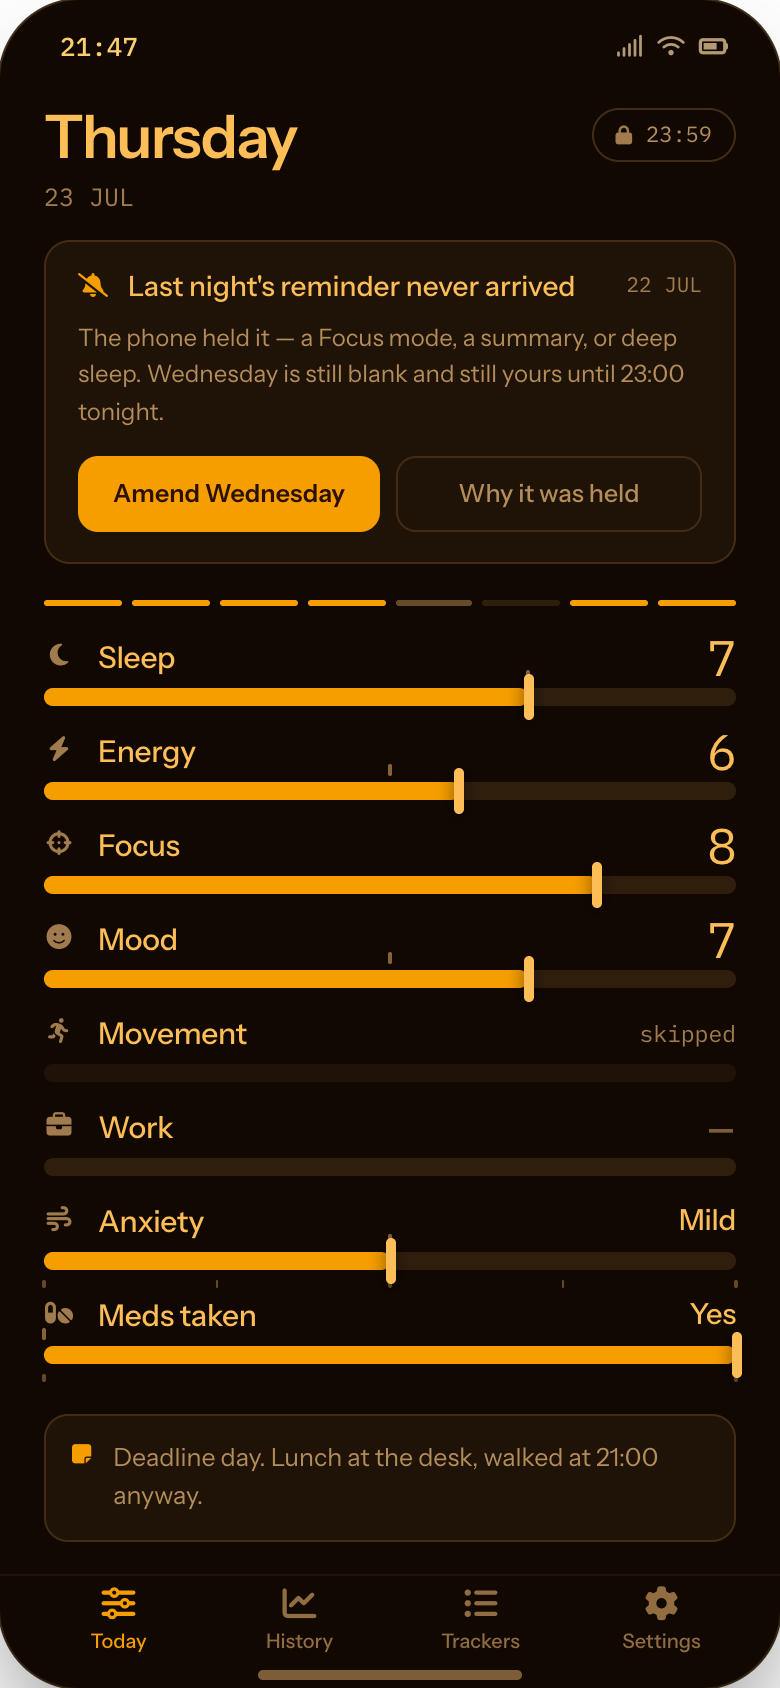 21:47
Thursday
23:59
23 JUL
Last night's reminder never arrived
22 JUL
The phone held it — a Focus mode, a summary, or deep
sleep. Wednesday is still blank and still yours until 23:00
tonight.
Amend Wednesday
Why it was held
Sleep
7
Energy
6
Focus
8
Mood
7
Movement
skipped
Work
—
Anxiety
Mild
Meds taken
Yes
Deadline day. Lunch at the desk, walked at 21:00
anyway.
Today
History
Trackers
Settings